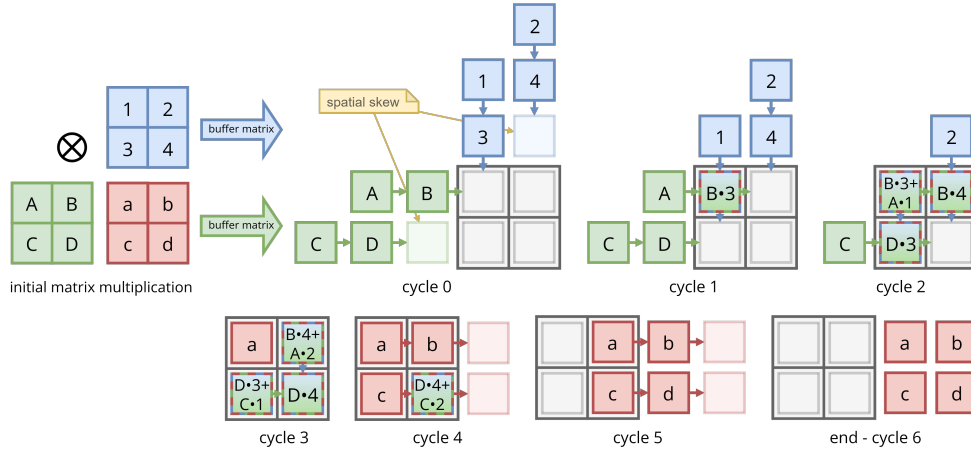 2
1
4
2
spatial skew
1
2
buffer matrix
3
1
4
2
3
4
A
B
a
b
A
B
A
B•3
B•3+
A•1
B•4
C
D
c
d
buffer matrix
C
D
C
D
C
D•3
initial matrix multiplication
cycle 0
cycle 1
cycle 2
a
B•4+
A•2
a
b
a
b
a
b
D•3+
C•1
D•4
c
D•4+
C•2
c
d
c
d
cycle 3
cycle 4
cycle 5
end - cycle 6